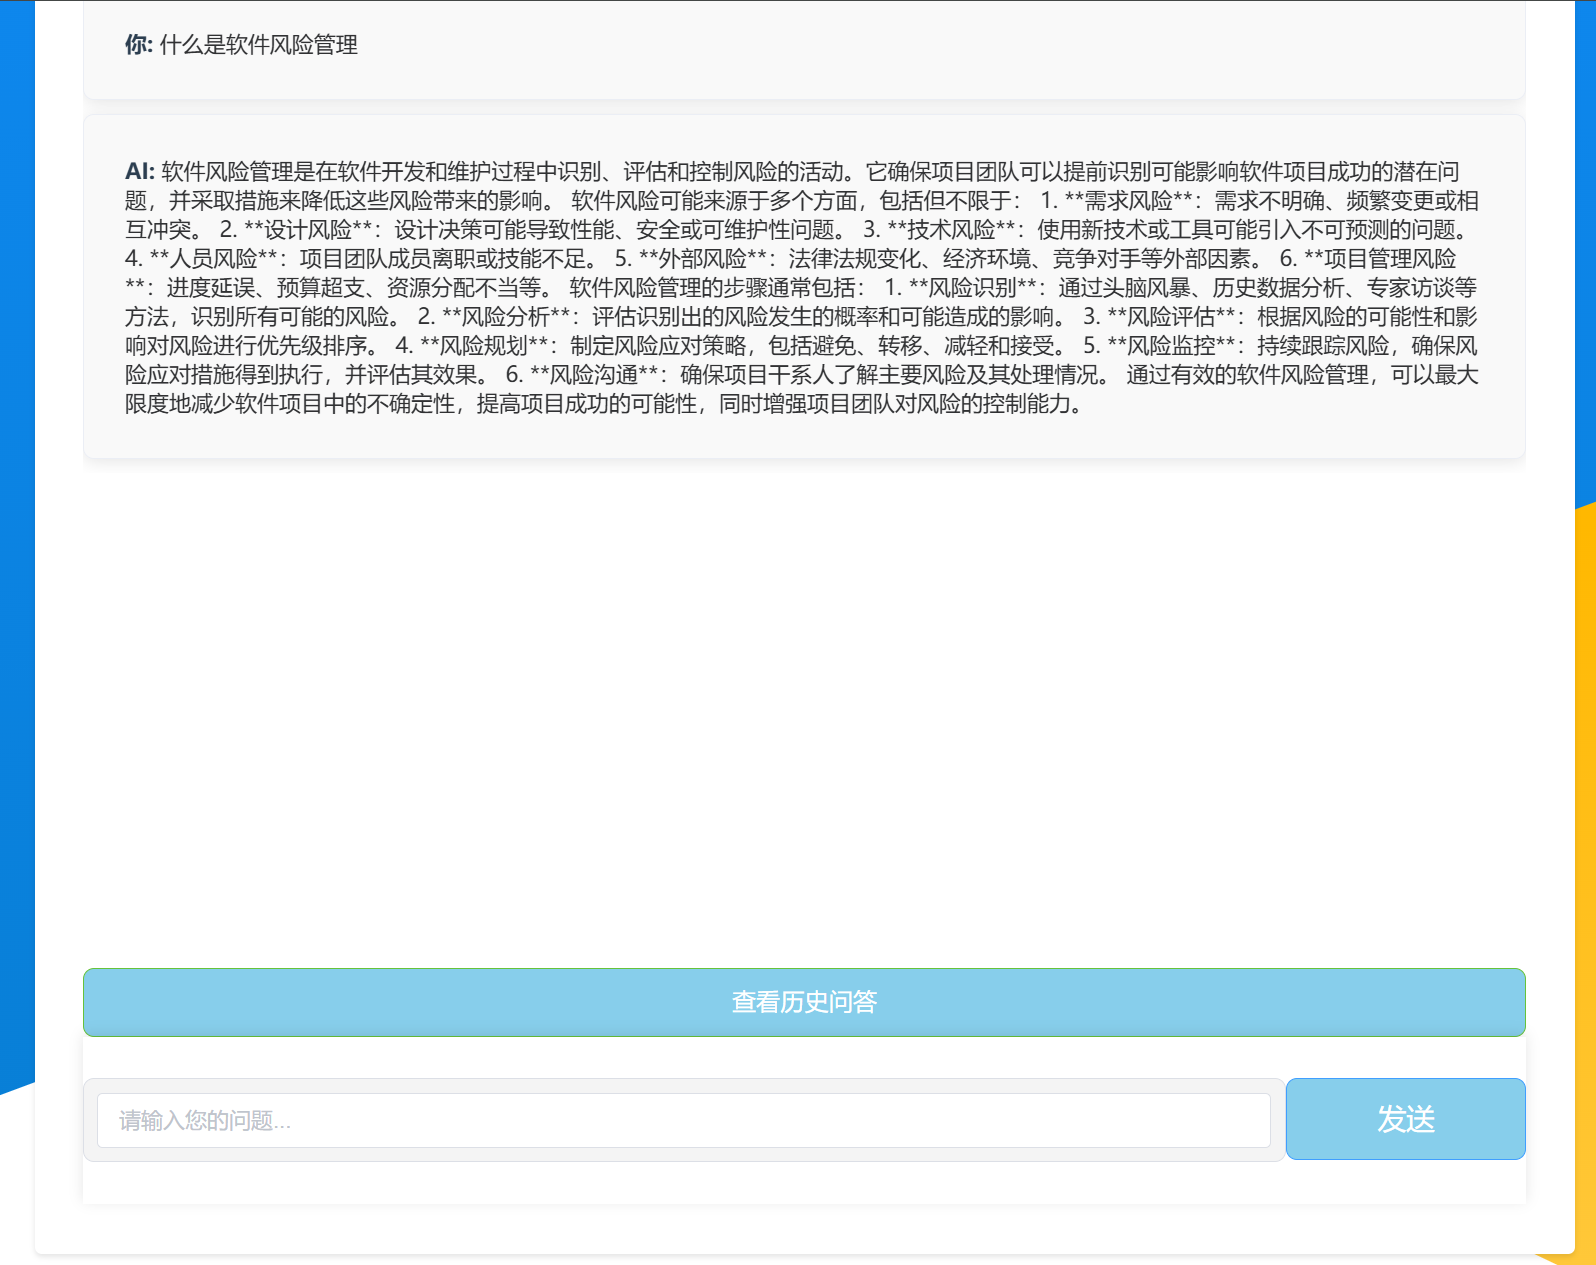 你: 什么是软件风险管理
AI: 软件风险管理是在软件开发和维护过程中识别、评估和控制风险的活动。它确保项目团队可以提前识别可能影响软件项目成功的潜在问
题，并采取措施来降低这些风险带来的影响。 软件风险可能来源于多个方面，包括但不限于： 1. **需求风险**：需求不明确、频繁变更或相
互冲突。 2. **设计风险**：设计决策可能导致性能、安全或可维护性问题。 3. **技术风险**：使用新技术或工具可能引入不可预测的问题。
4. **人员风险**：项目团队成员离职或技能不足。 5. **外部风险**：法律法规变化、经济环境、竞争对手等外部因素。 6. **项目管理风险
**：进度延误、预算超支、资源分配不当等。 软件风险管理的步骤通常包括： 1. **风险识别**：通过头脑风暴、历史数据分析、专家访谈等
方法，识别所有可能的风险。 2. **风险分析**：评估识别出的风险发生的概率和可能造成的影响。 3. **风险评估**：根据风险的可能性和影
响对风险进行优先级排序。 4. **风险规划**：制定风险应对策略，包括避免、转移、减轻和接受。 5. **风险监控**：持续跟踪风险，确保风
险应对措施得到执行，并评估其效果。 6. **风险沟通**：确保项目干系人了解主要风险及其处理情况。 通过有效的软件风险管理，可以最大
限度地减少软件项目中的不确定性，提高项目成功的可能性，同时增强项目团队对风险的控制能力。
查看历史问答
请输入您的问题...
发送